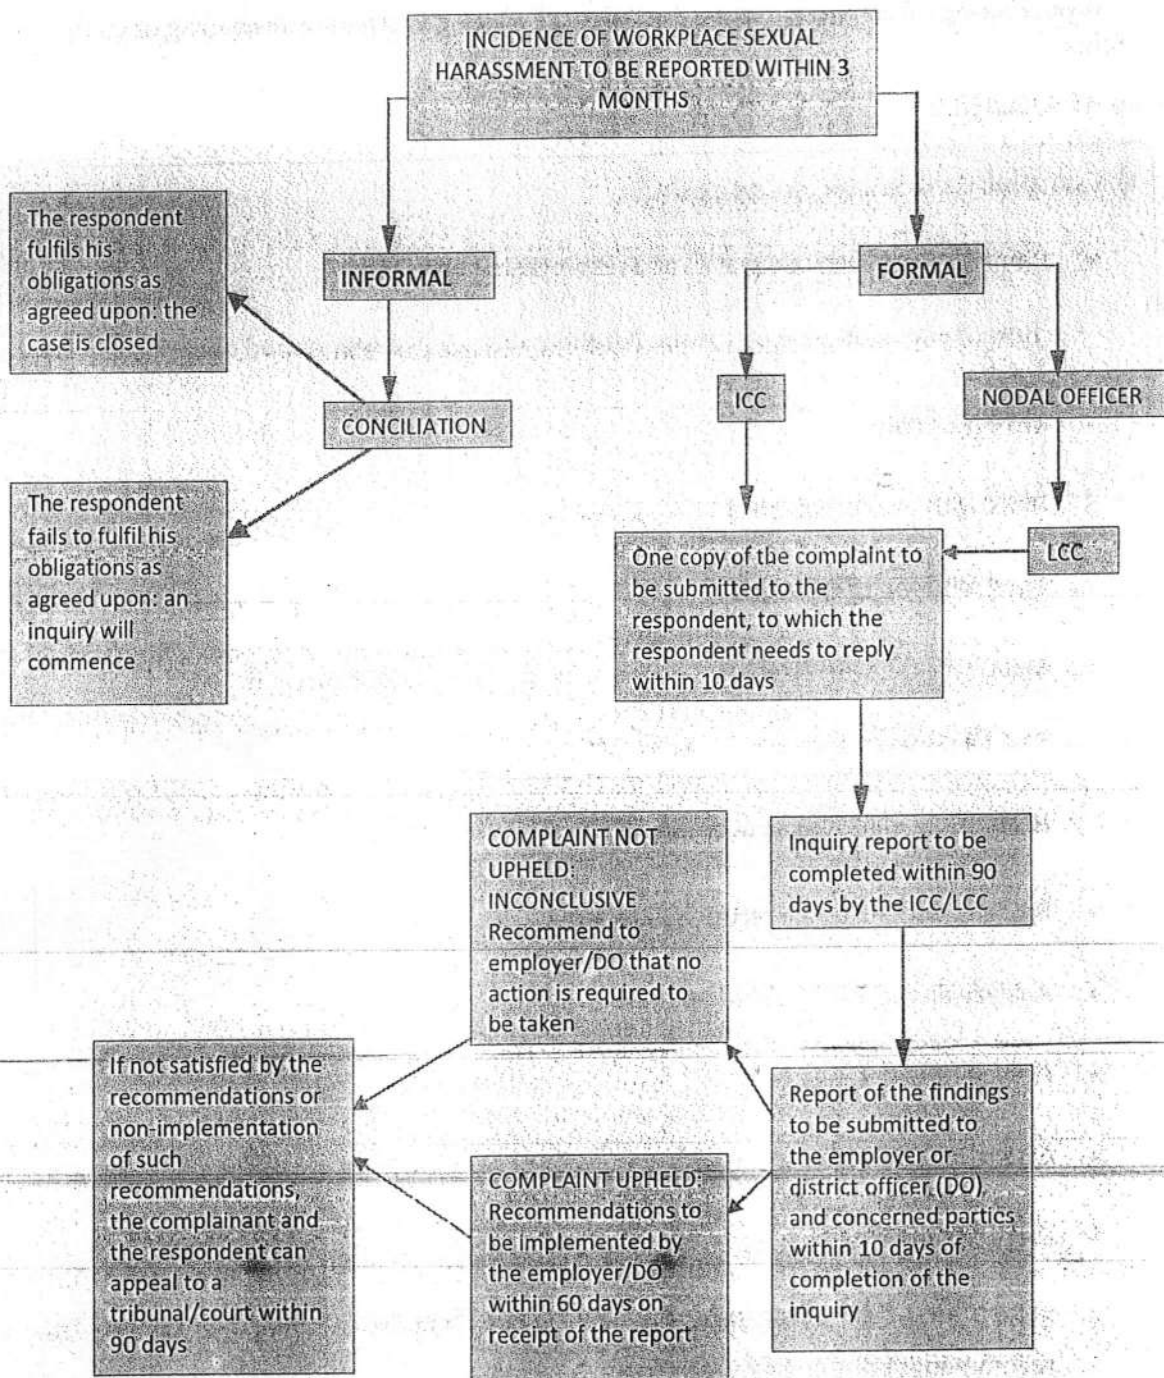 INCIDENCE OF WORKPLACE SEXUAL
HARASSMENT TO BE REPORTED WITHIN 3
MONTHS
The respondent
fulfils his
obligations as
agreed upon: the
case is closed
INFORMAL
FORMAL
CONCILIATION
ICC
NODAL OFFICER
The respondent
fails to fulfil his
obligations as
agreed upon: an
inquiry will
commence
One copy of the complaint to
be submitted to the
respondent, to which the
respondent needs to reply
within 10 days
LCC
COMPLAINT NOT
UPHELD:
INCONCLUSIVE
Recommend to
employer/DO that no
action is required to
be taken
Inquiry report to be
completed within 90
days by the ICC/LCC
If not satisfied by the
recommendations or
non-implementation
of such
recommendations,
the complainant and
the respondent can
appeal to a
tribunal/court within
90 days
COMPLAINT UPHELD:
Recommendations to
be implemented by
the employer/DO
within 60 days on
receipt of the report
Report of the findings
to be submitted to
the employer or
district officer (DO)
and concerned parties
within 10 days of
completion of the
inquiry